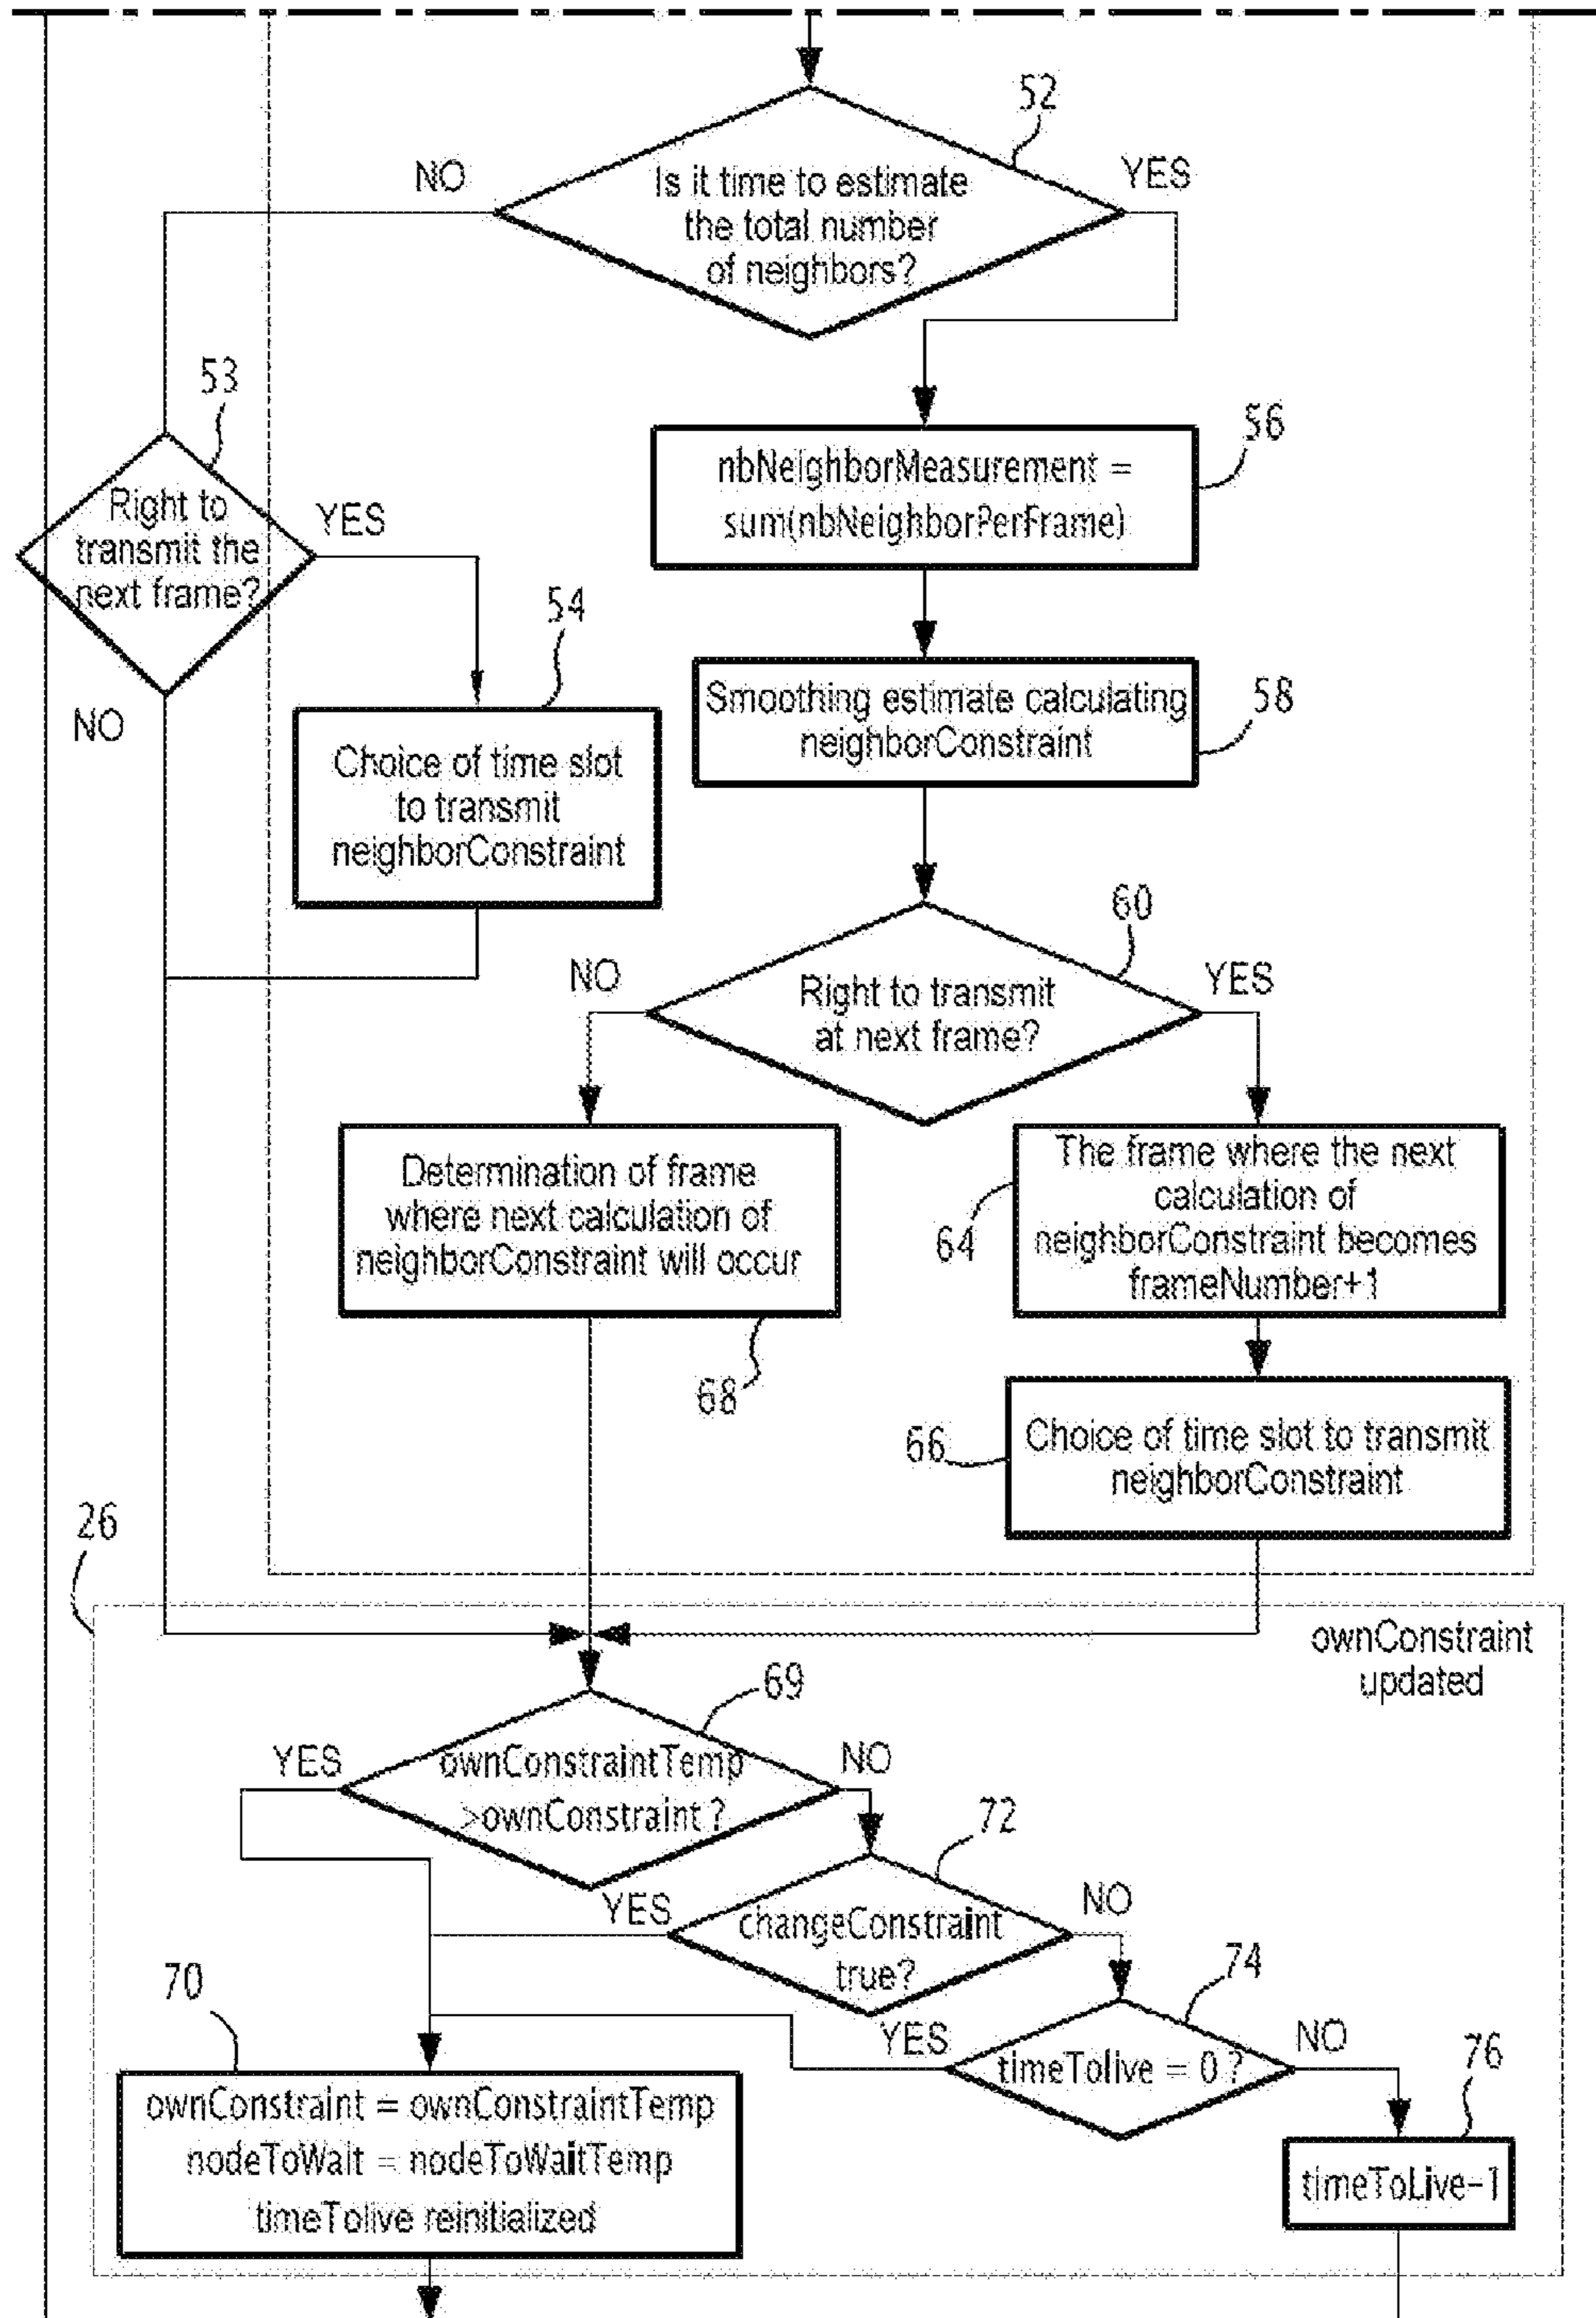 52
NO
YES
Is it time to estimate
the total number
of neighbors?
53
Right to
transmit the
next frame?
YES
NO
56
nbNeighborMeasurement =
sum(nbNeighborPerFrame)
54
Choice of time slot
to transmit
neighborConstraint
Smoothing estimate calculating
neighborConstraint
58
60
NO
YES
Right to transmit
at next frame?
Determination of frame
where next calculation of
neighborConstraint will occur
68
The frame where the next
calculation of
neighborConstraint becomes
frameNumber+1
64
66
Choice of time slot to transmit
neighborConstraint
26
ownConstraint
updated
69
YES
NO
ownConstraintTemp
>ownConstraint ?
72
YES
NO
changeConstraint
true?
74
YES
NO
timeTolive = 0 ?
70
ownConstraint = ownConstraintTemp
nodeToWait = nodeToWaitTemp
timeTolive reinitialized
76
timeToLive-1